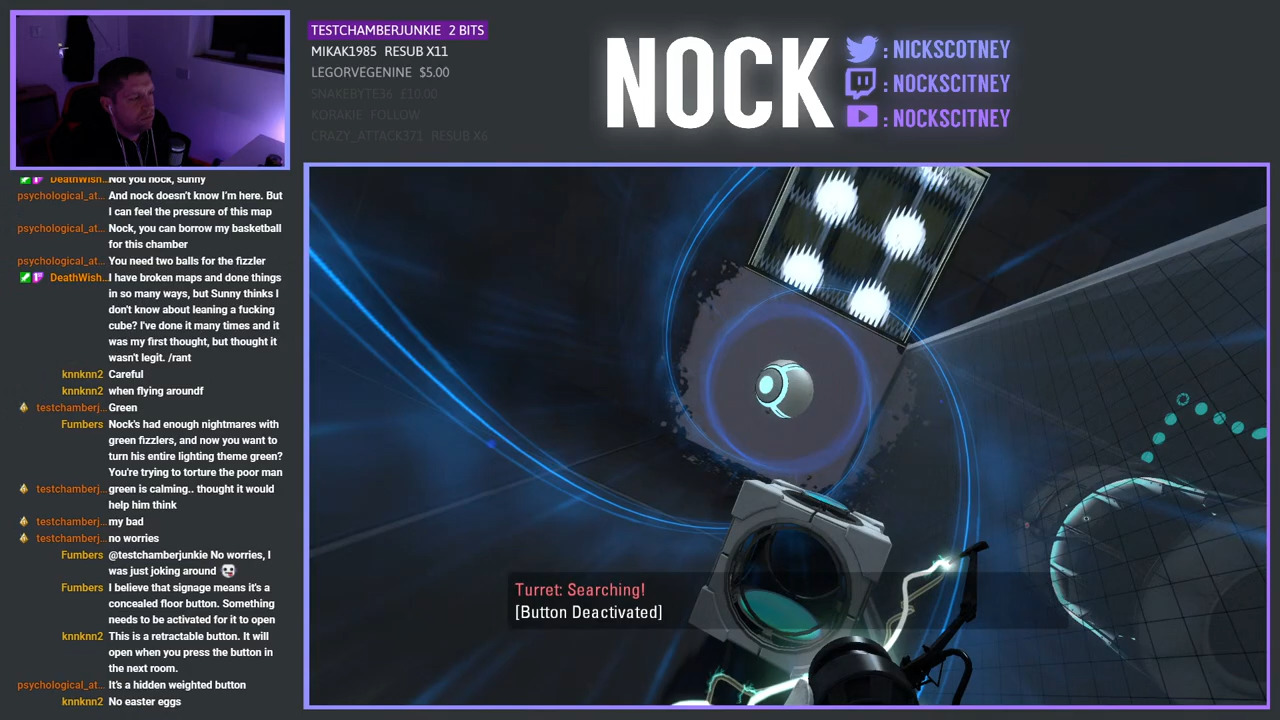 TESTCHAMBERJUNKIE 2 BITS
MIKAK1985 RESUB X11
LEGORVEGENINE $5.00
SNAKEBYTE36 £10.00
KORAKIE FOLLOW
CRAZY_ATTACK371 RESUB X6
NOCK
: NICKSCOTNEY
: NOCKSCITNEY
: NOCKSCITNEY
DeathWish... Not you nock, sunny
psychological_at... And nock doesn't know I'm here. But
I can feel the pressure of this map
psychological_at... Nock, you can borrow my basketball
for this chamber
psychological_at... You need two balls for the fizzler
DeathWish... I have broken maps and done things
in so many ways, but Sunny thinks I
don't know about leaning a fucking
cube? I've done it many times and it
was my first thought, but thought it
wasn't legit. /rant
knnknn2 Careful
knnknn2 when flying aroundf
testchamberj... Green
Fumbers Nock's had enough nightmares with
green fizzlers, and now you want to
turn his entire lighting theme green?
You're trying to torture the poor man
testchamberj... green is calming.. thought it would
help him think
testchamberj... my bad
testchamberj... no worries
Fumbers @testchamberjunkie No worries, I
was just joking around
Fumbers I believe that signage means it's a
concealed floor button. Something
needs to be activated for it to open
knnknn2 This is a retractable button. It will
open when you press the button in
the next room.
psychological_at... It's a hidden weighted button
knnknn2 No easter eggs
Turret: Searching!
[Button Deactivated]